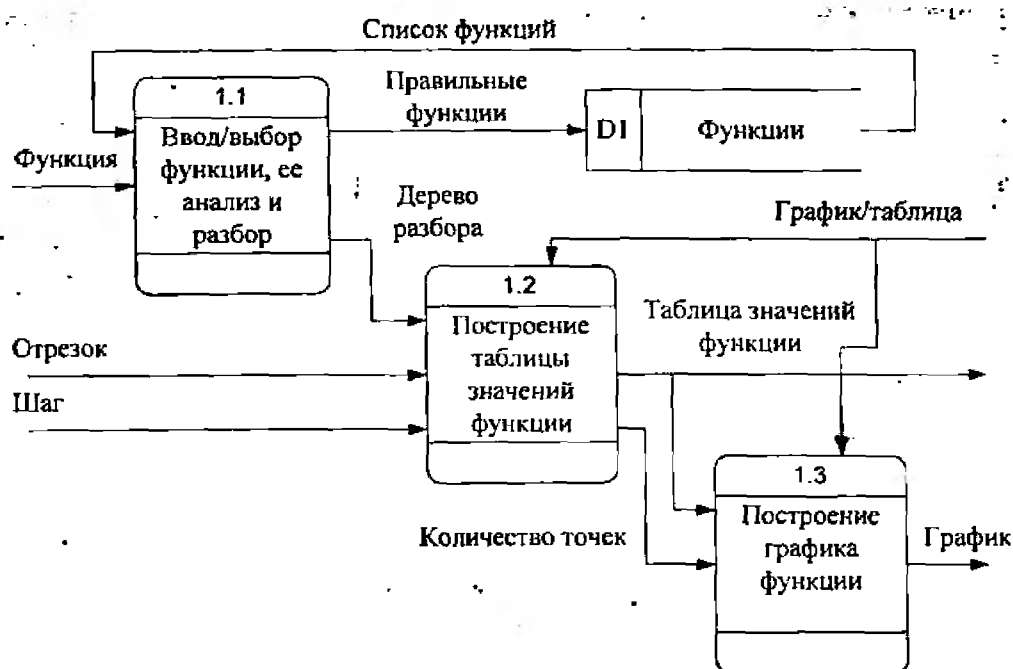 Список функций
1.1
Ввод/выбор
функции, ее
анализ и
разбор
Правильные
функции
D1
Функции
Функция
Дерево
разбора
График/таблица
1.2
Построение
таблицы
значений
функции
Таблица значений
функции
Отрезок
Шаг
1.3
Построение
графика
функции
Количество точек
График